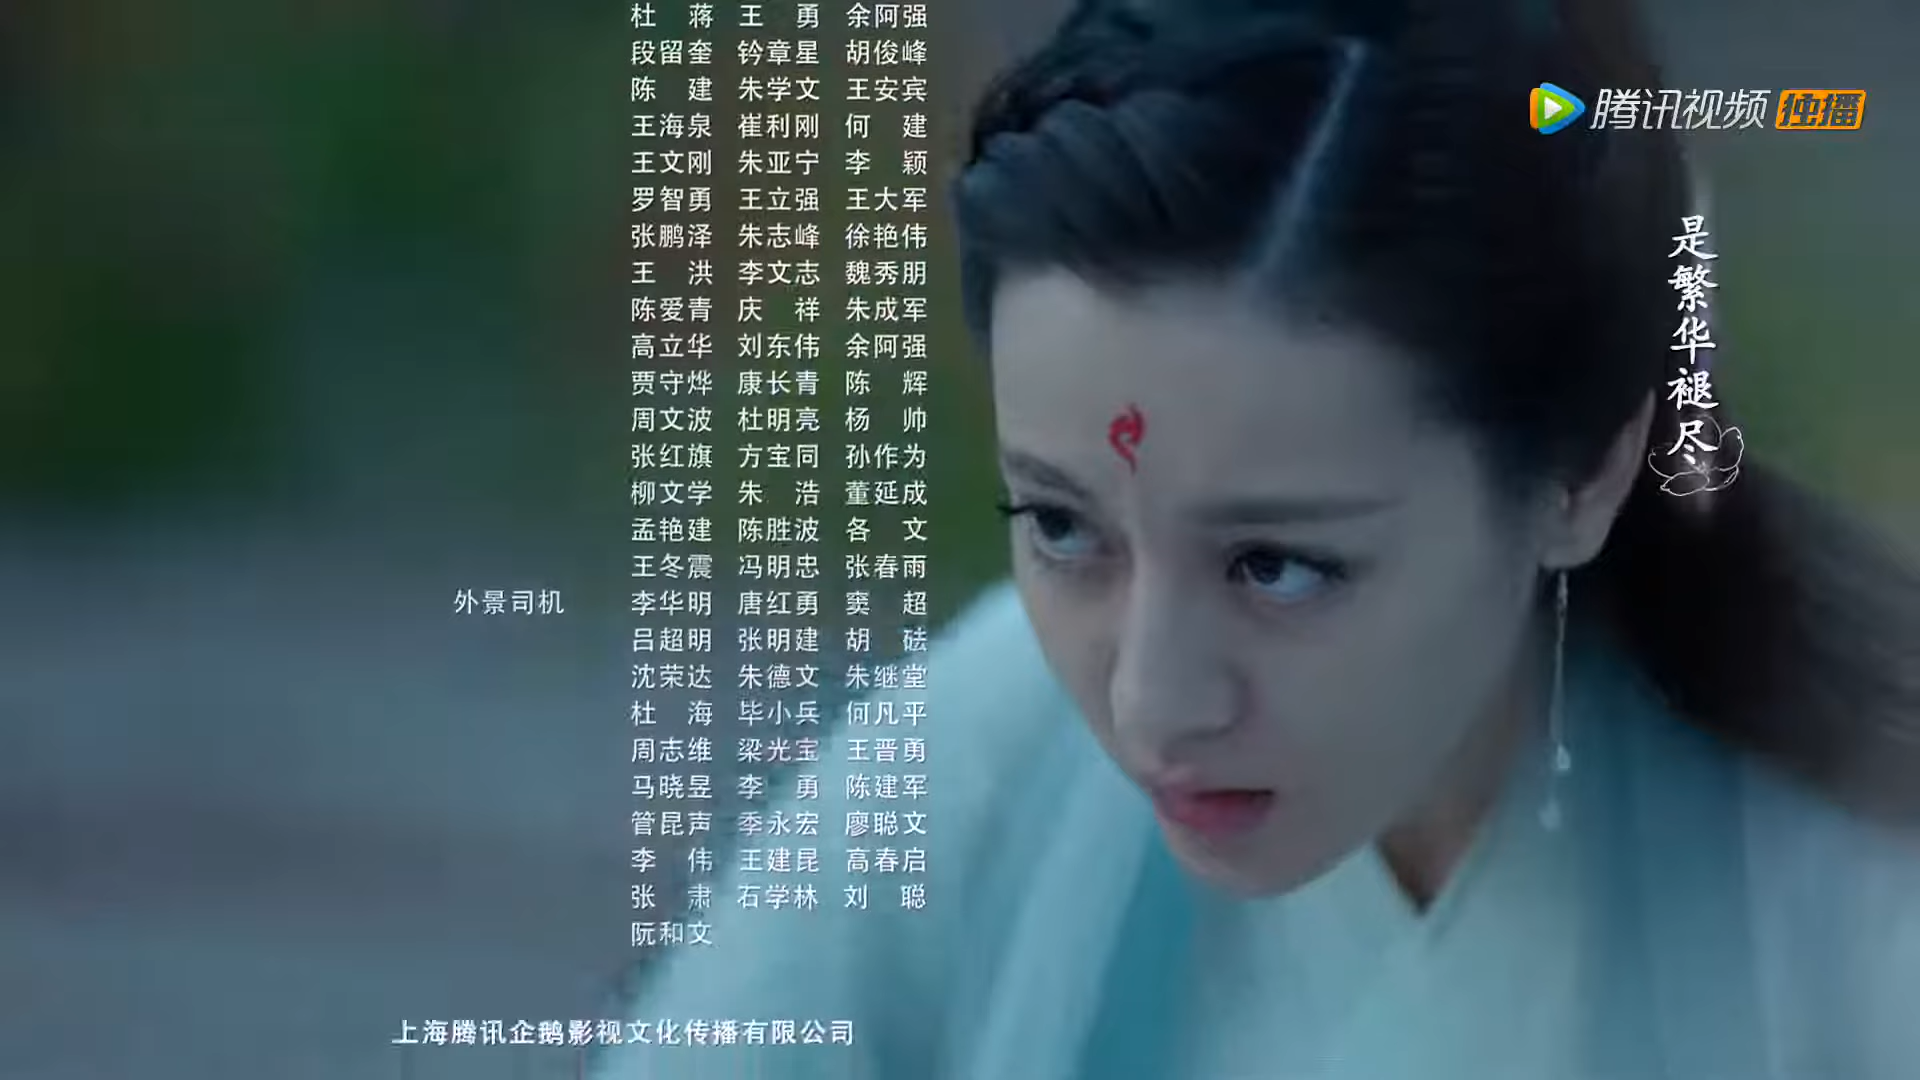 杜　蒋 王　勇 余阿强
段留奎 钤章星 胡俊峰
陈　建 朱学文 王安宾
王海泉 崔利刚 何　建
王文刚 朱亚宁 李　颖
罗智勇 王立强 王大军
张鹏泽 朱志峰 徐艳伟
王　洪 李文志 魏秀朋
陈爱青 庆　祥 朱成军
高立华 刘东伟 余阿强
贾守烨 康长青 陈　辉
周文波 杜明亮 杨　帅
张红旗 方宝同 孙作为
柳文学 朱　浩 董延成
孟艳建 陈胜波 各　文
王冬震 冯明忠 张春雨
外景司机 李华明 唐红勇 窦　超
吕超明 张明建 胡　砝
沈荣达 朱德文 朱继堂
杜　海 毕小兵 何凡平
周志维 梁光宝 王晋勇
马晓昱 李　勇 陈建军
管昆声 季永宏 廖聪文
李　伟 王建昆 高春启
张　肃 石学林 刘　聪
阮和文
上海腾讯企鹅影视文化传播有限公司
腾讯视频 独播
是繁华褪尽